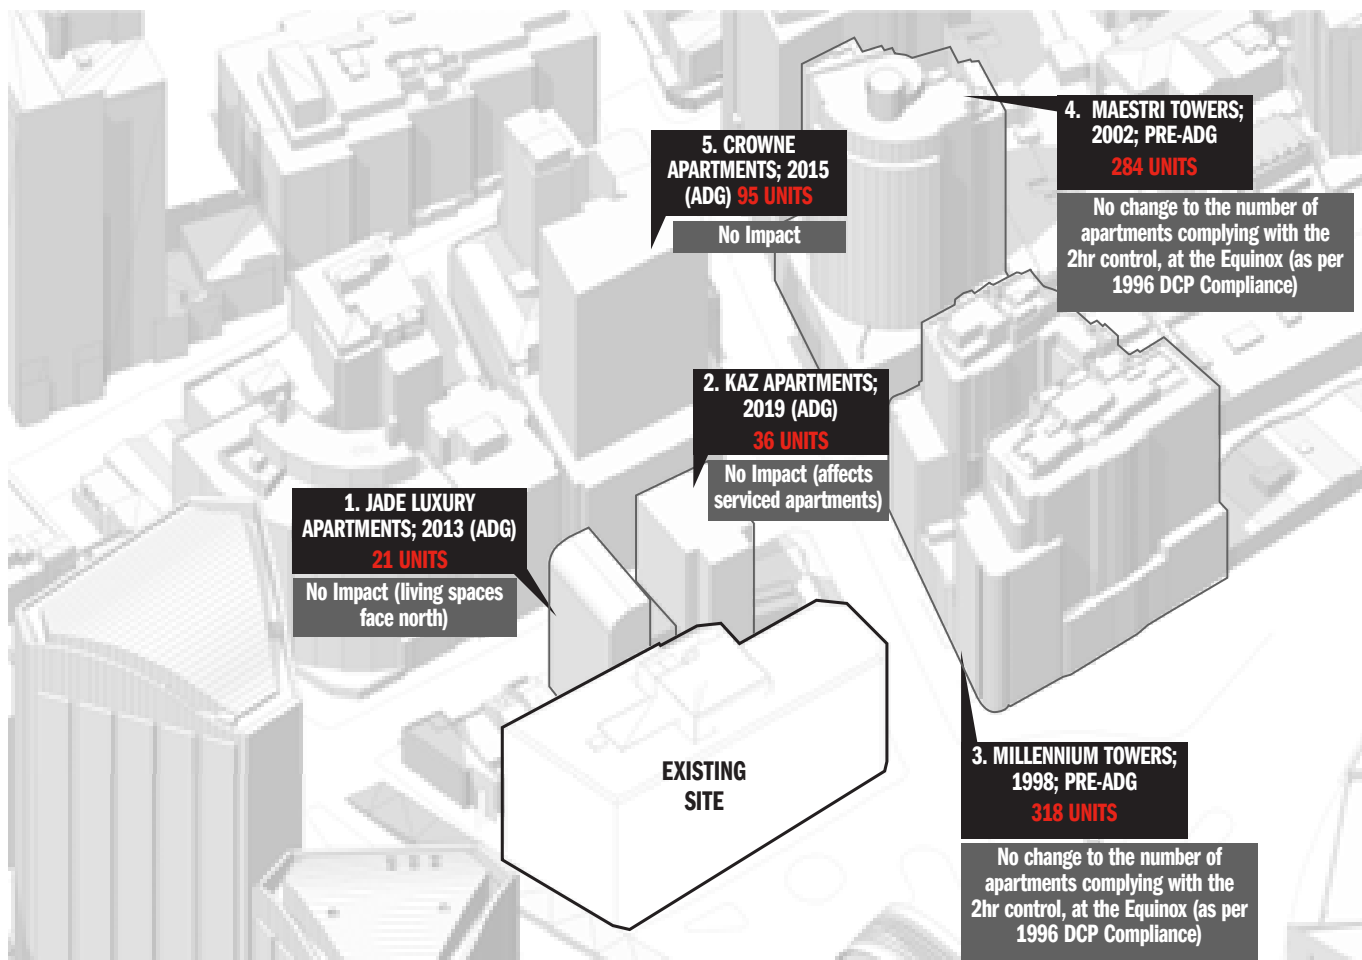 4. MAESTRI TOWERS;
2002; PRE-ADG
284 UNITS
No change to the number of
apartments complying with the
2hr control, at the Equinox (as per
1996 DCP Compliance)
5. CROWNE
APARTMENTS; 2015
(ADG) 95 UNITS
No Impact
2. KAZ APARTMENTS;
2019 (ADG)
36 UNITS
No Impact (affects
serviced apartments)
1. JADE LUXURY
APARTMENTS; 2013 (ADG)
21 UNITS
No Impact (living spaces
face north)
EXISTING
SITE
3. MILLENNIUM TOWERS;
1998; PRE-ADG
318 UNITS
No change to the number of
apartments complying with the
2hr control, at the Equinox (as per
1996 DCP Compliance)